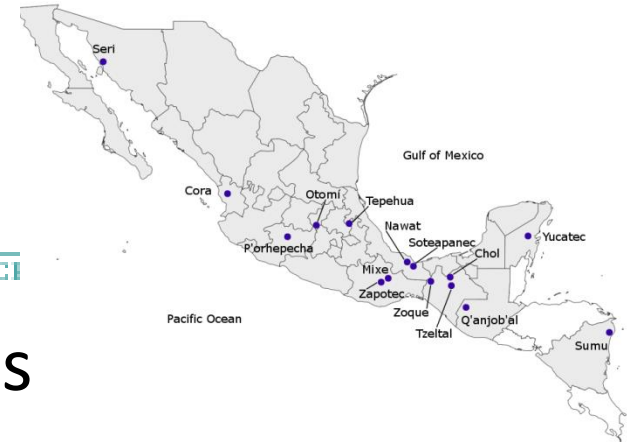 Seri
Gulf of Mexico
Cora
Otomí
Tepehua
P'orhepecha
Nawat
Soteapanec
Yucatec
Chol
Mixe
Zapotec
Zoque
Tzeltal
Q'anjob'al
Pacific Ocean
Sumu
s